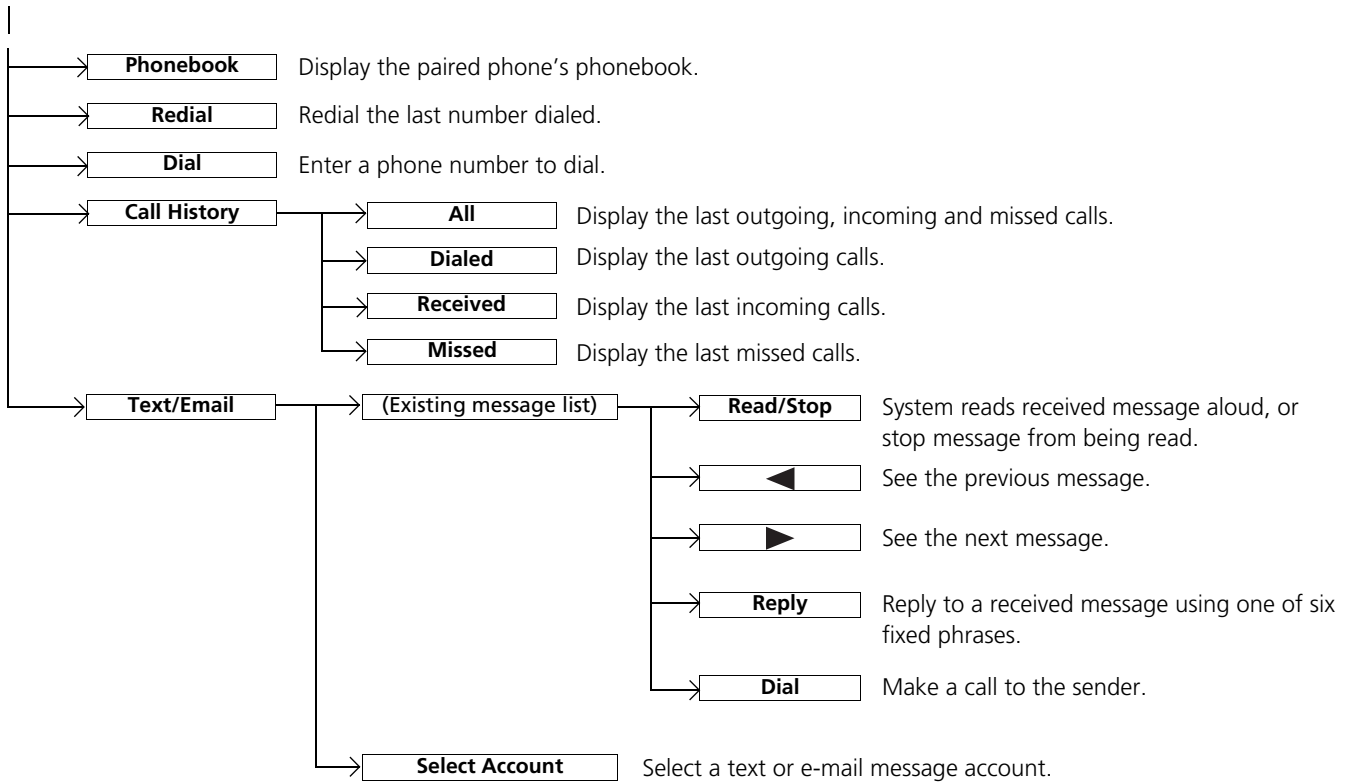 Phonebook Display the paired phone's phonebook.
Redial Redial the last number dialed.
Dial Enter a phone number to dial.
Call History All Display the last outgoing, incoming and missed calls.
Dialed Display the last outgoing calls.
Received Display the last incoming calls.
Missed Display the last missed calls.
Text/Email (Existing message list) Read/Stop System reads received message aloud, or
stop message from being read.
◀ See the previous message.
▶ See the next message.
Reply Reply to a received message using one of six
fixed phrases.
Dial Make a call to the sender.
Select Account Select a text or e-mail message account.